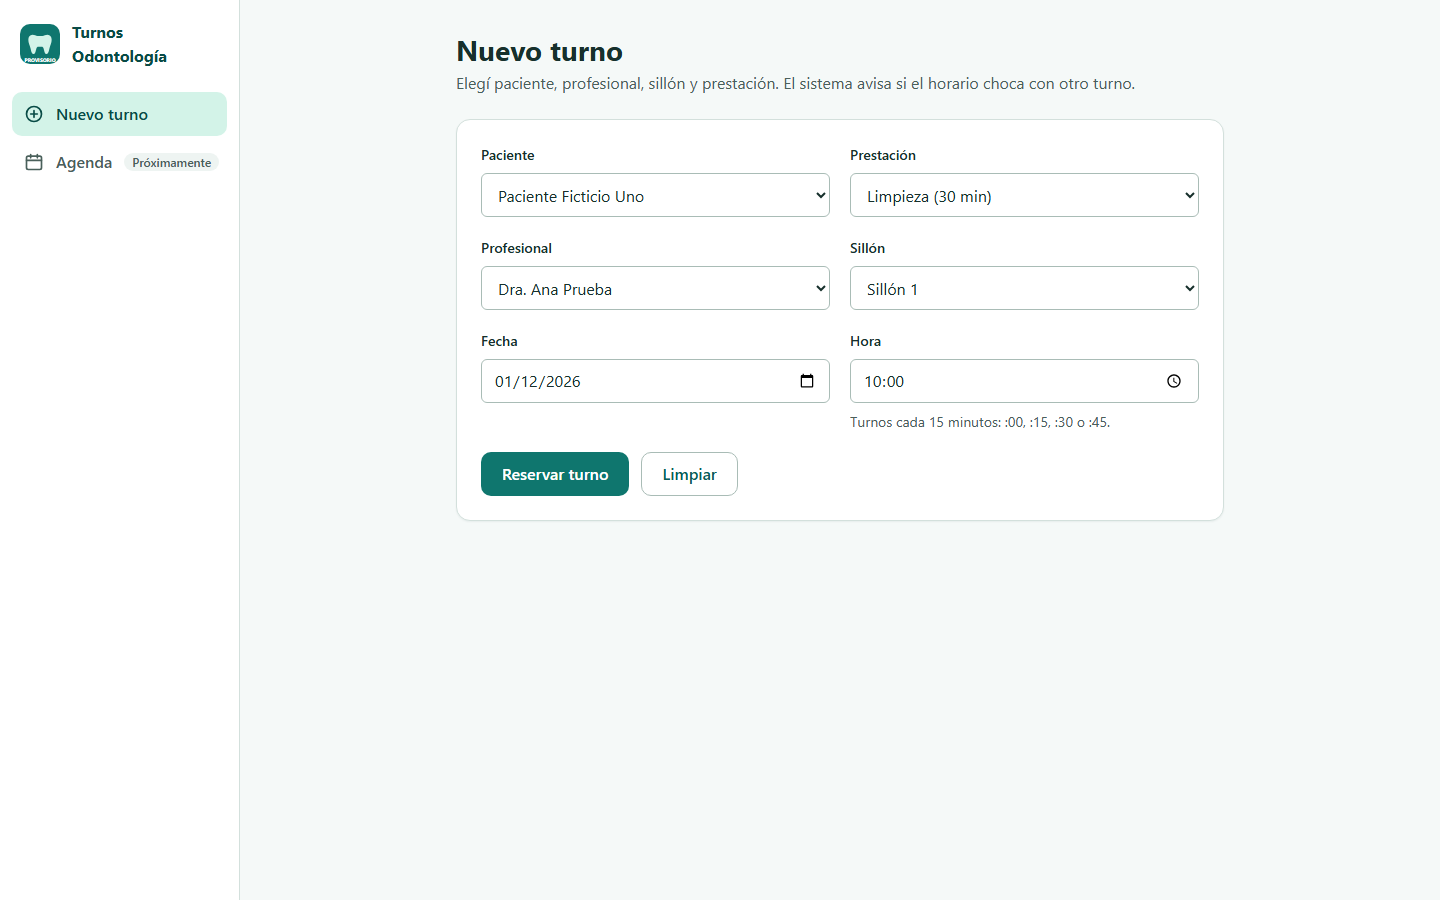 Turnos
Odontología
PROVISORIO
Nuevo turno
Agenda Próximamente
Nuevo turno
Elegí paciente, profesional, sillón y prestación. El sistema avisa si el horario choca con otro turno.
Paciente
Paciente Ficticio Uno
Prestación
Limpieza (30 min)
Profesional
Dra. Ana Prueba
Sillón
Sillón 1
Fecha
01/12/2026
Hora
10:00
Turnos cada 15 minutos: :00, :15, :30 o :45.
Reservar turno
Limpiar